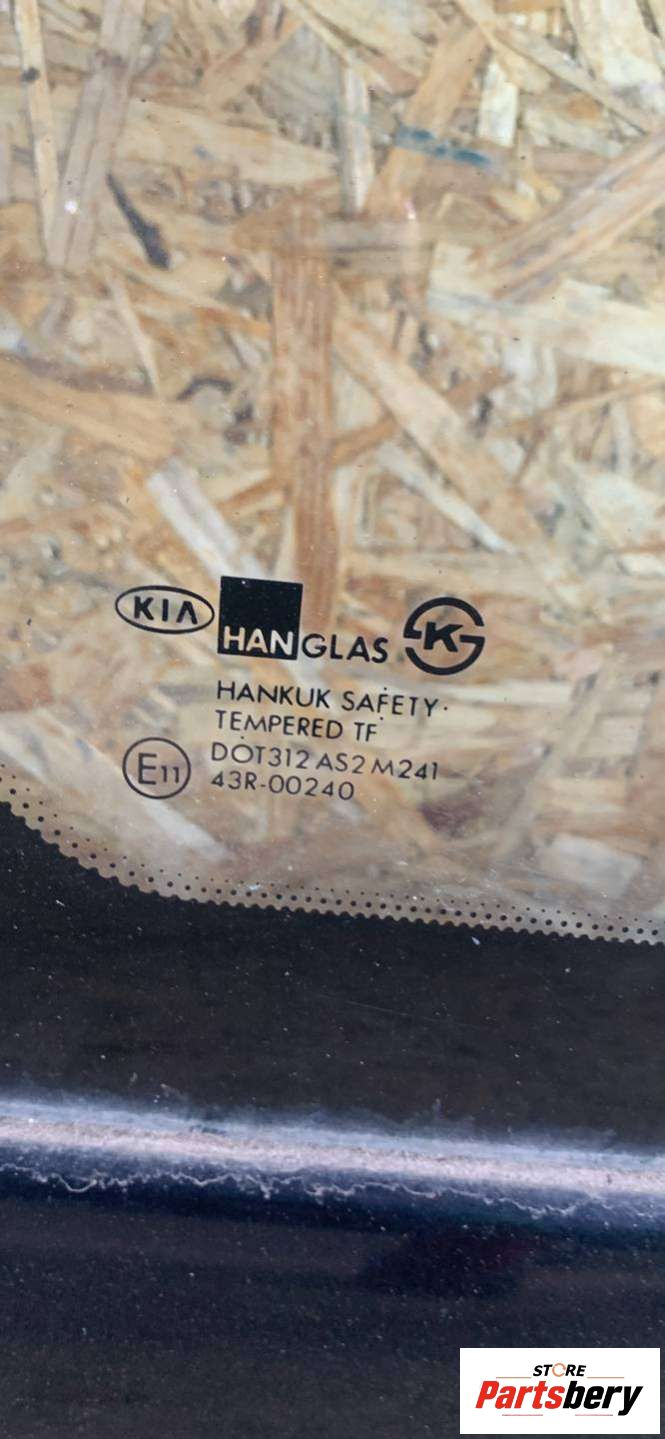 KIA HANGLAS K
HANKUK SAFETY
TEMPERED TF
DOT312 AS2 M241
E11 43R-00240
STORE
Partsbery